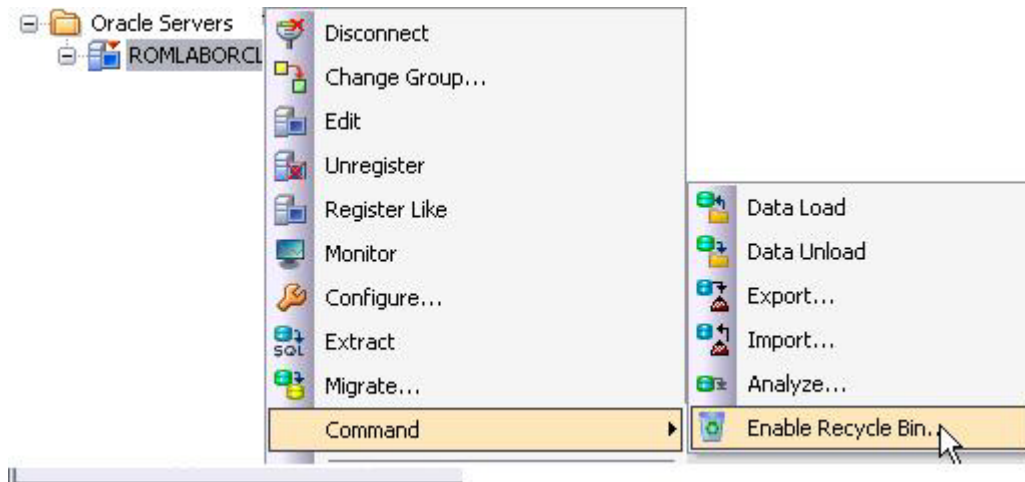 Oracle Servers
ROMLABORCL
Disconnect
Change Group...
Edit
Unregister
Register Like
Monitor
Configure...
SQL
Extract
Migrate...
Command
Data Load
Data Unload
Export...
Import...
Analyze...
Enable Recycle Bin..